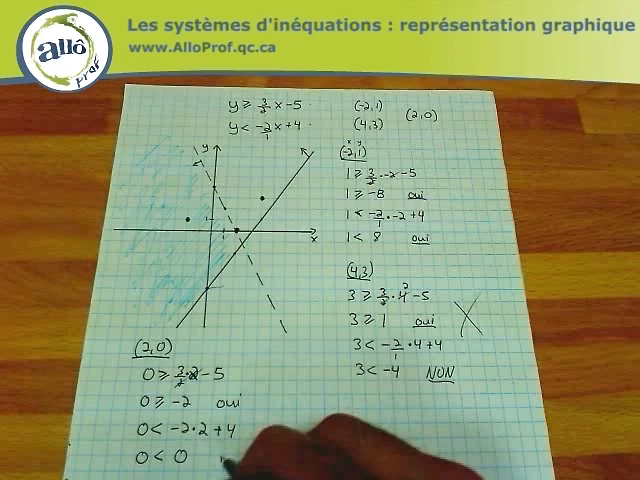 Les systèmes d'inéquations : représentation graphique
www.AlloProf.qc.ca
allô prof
y ≥ 3/2 x - 5
y < -2/1 x + 4
(-2,1)
(4,3)
(2,0)
y
x
1
1
x y
(-2,1)
1 ≥ 3/2 · -2 - 5
1 ≥ -8 oui
1 < -2/1 · -2 + 4
1 < 8 oui
(4,3)
3 ≥ 3/2 · 4 2 - 5
3 ≥ 1 oui
3 < -2/1 · 4 + 4
3 < -4 NON
(2,0)
0 ≥ 3/2 · 2 - 5
0 ≥ -2 oui
0 < -2 · 2 + 4
0 < 0